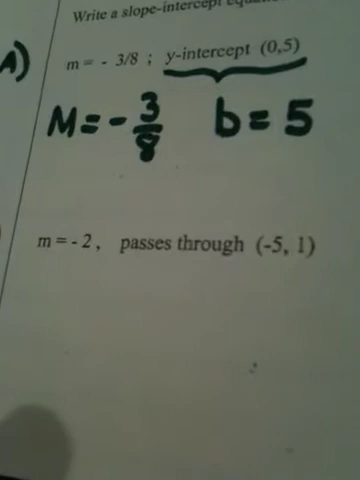 Write a slope-intercept
A)
m = - 3/8 ; y-intercept (0,5)
M = - 3/8 b = 5
m = - 2 , passes through (-5, 1)